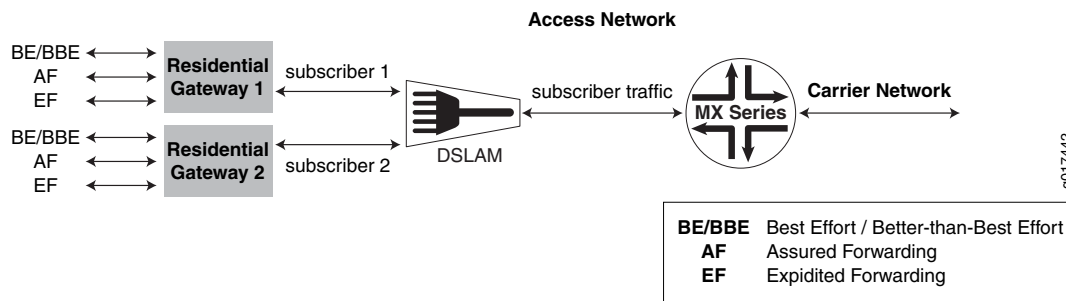 Access Network
BE/BBE
AF
EF
Residential
Gateway 1
subscriber 1
BE/BBE
AF
EF
Residential
Gateway 2
subscriber 2
DSLAM
subscriber traffic
MX Series
Carrier Network
g017443
BE/BBE Best Effort / Better-than-Best Effort
AF Assured Forwarding
EF Expidited Forwarding